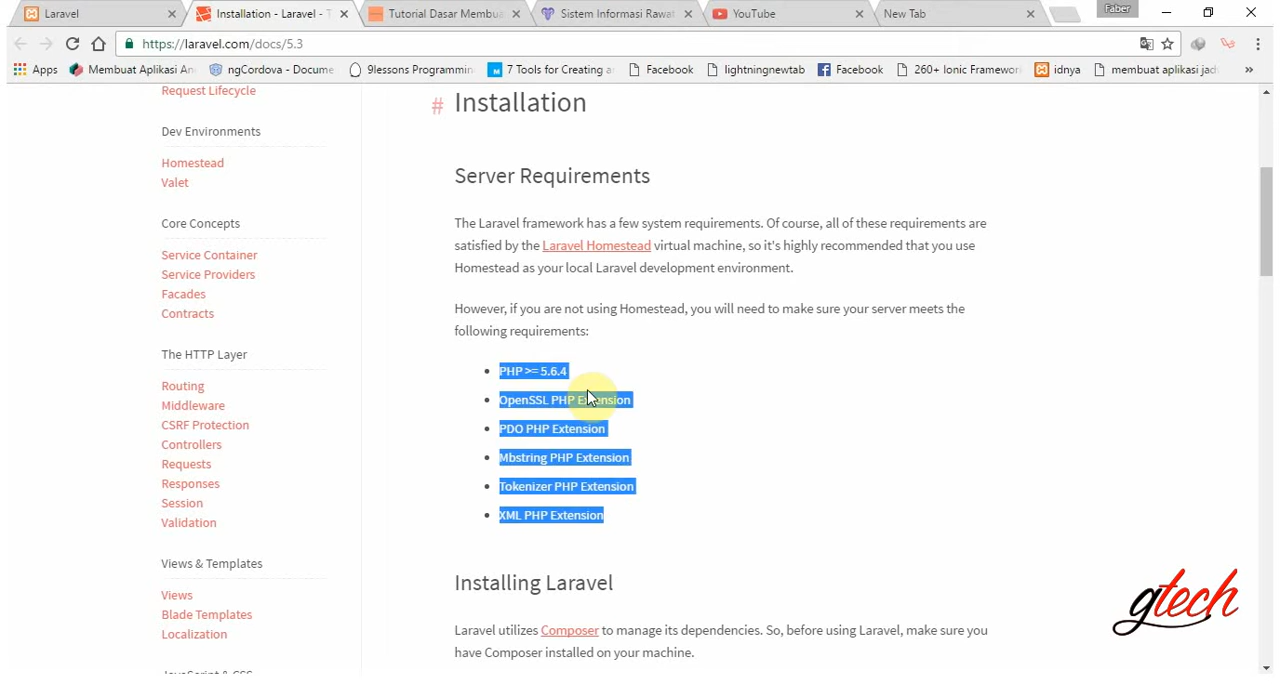 Laravel
Installation - Laravel - T
Tutorial Dasar Membua
Sistem Informasi Rawat
YouTube
New Tab
Faber
https://laravel.com/docs/5.3
Apps
Membuat Aplikasi An
ngCordova - Docume
9lessons Programmin
7 Tools for Creating a
Facebook
lightningnewtab
Facebook
260+ Ionic Framework
idnya
membuat aplikasi jad
»
Request Lifecycle
Dev Environments
Homestead
Valet
Core Concepts
Service Container
Service Providers
Facades
Contracts
The HTTP Layer
Routing
Middleware
CSRF Protection
Controllers
Requests
Responses
Session
Validation
Views & Templates
Views
Blade Templates
Localization
JavaScript & CSS
# Installation
Server Requirements
The Laravel framework has a few system requirements. Of course, all of these requirements are
satisfied by the Laravel Homestead virtual machine, so it's highly recommended that you use
Homestead as your local Laravel development environment.
However, if you are not using Homestead, you will need to make sure your server meets the
following requirements:
• PHP >= 5.6.4
• OpenSSL PHP Extension
• PDO PHP Extension
• Mbstring PHP Extension
• Tokenizer PHP Extension
• XML PHP Extension
Installing Laravel
Laravel utilizes Composer to manage its dependencies. So, before using Laravel, make sure you
have Composer installed on your machine.
gtech